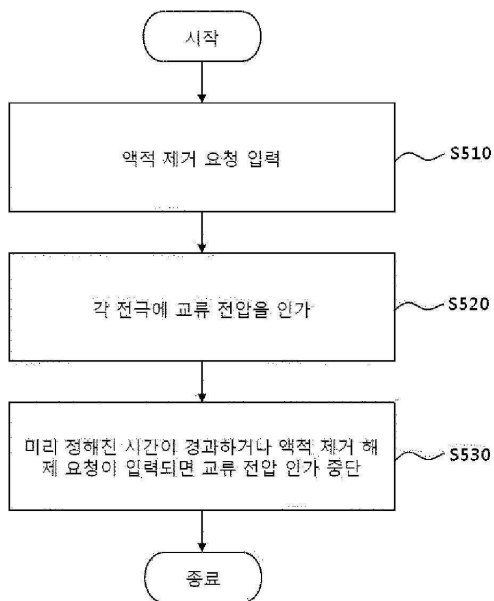 시작
액적 제거 요청 입력
S510
각 전극에 교류 전압을 인가
S520
미리 정해진 시간이 경과하거나 액적 제거 해
제 요청이 입력되면 교류 전압 인가 중단
S530
종료